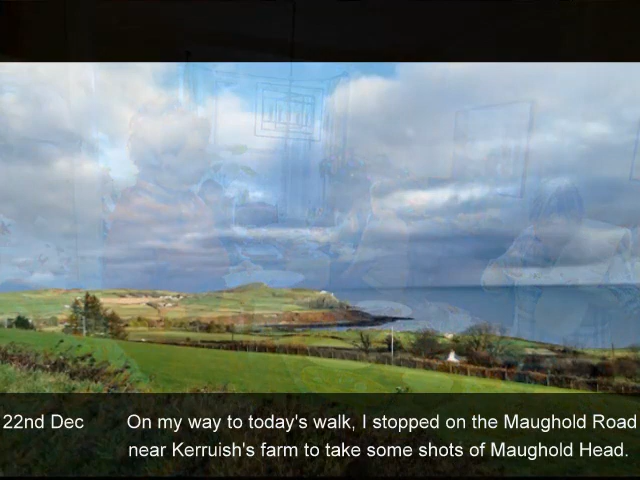 22nd Dec On my way to today's walk, I stopped on the Maughold Road
near Kerruish's farm to take some shots of Maughold Head.